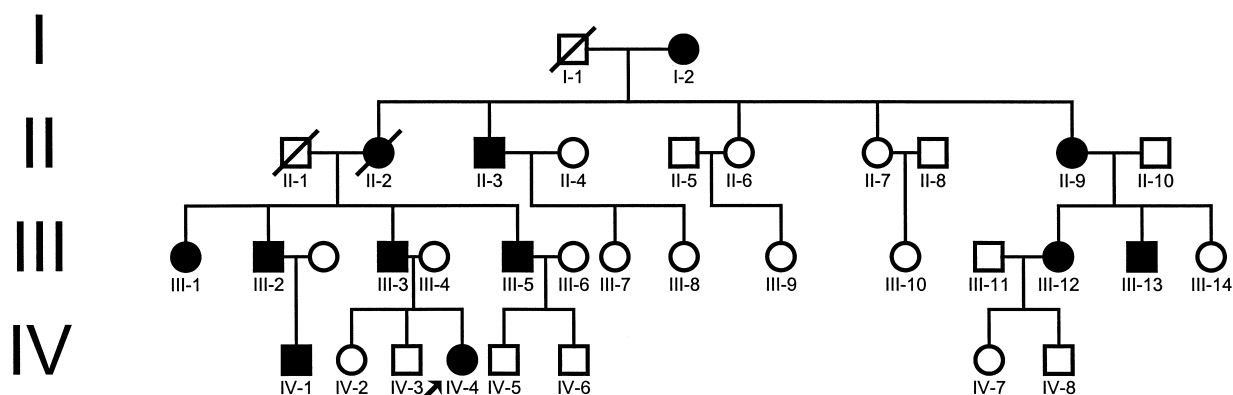 I
I-1 I-2
II
II-1 II-2 II-3 II-4 II-5 II-6 II-7 II-8 II-9 II-10
III
III-1 III-2 III-3 III-4 III-5 III-6 III-7 III-8 III-9 III-10 III-11 III-12 III-13 III-14
IV
IV-1 IV-2 IV-3 IV-4 IV-5 IV-6 IV-7 IV-8